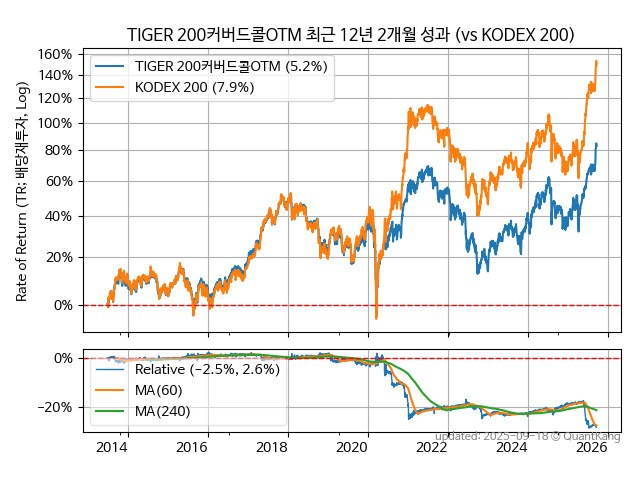 TIGER 200커버드콜OTM 최근 12년 2개월 성과 (vs KODEX 200)
Rate of Return (TR: 배당재투자, Log)
160%
140%
120%
100%
80%
60%
40%
20%
0%
TIGER 200커버드콜OTM (5.2%)
KODEX 200 (7.9%)
0%
−20%
Relative (−2.5%, 2.6%)
MA(60)
MA(240)
updated: 2025-09-18 © QuantKang
2014
2016
2018
2020
2022
2024
2026